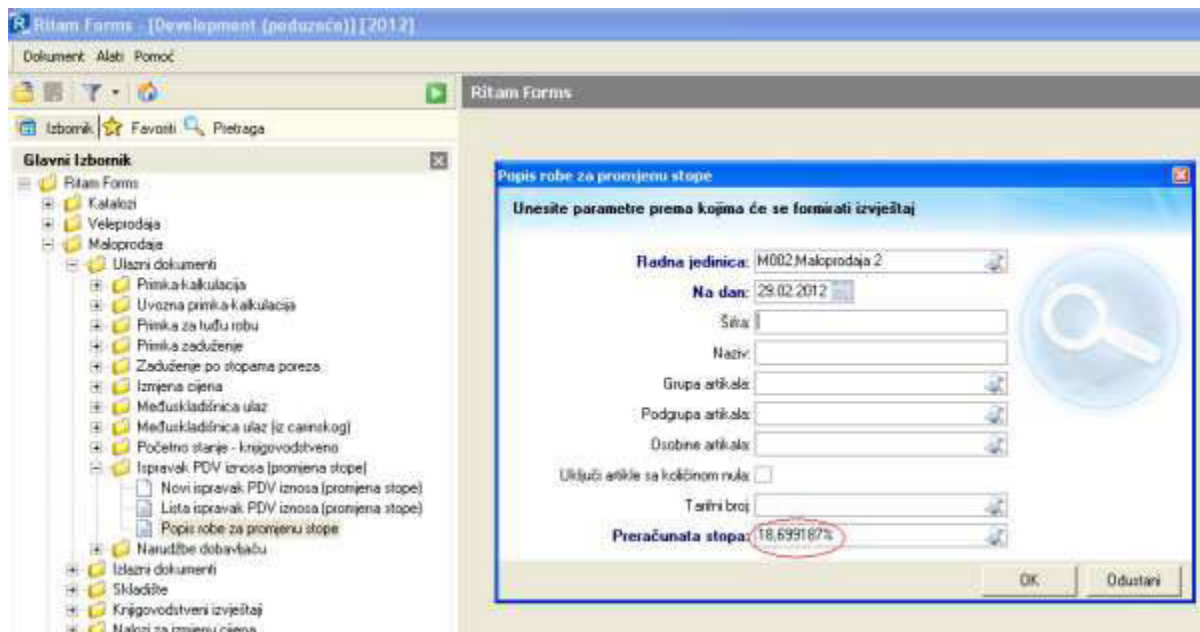 Ritam Forms - [Development (poduzeće)] [2012]
Dokument Alati Pomoć
Ritam Forms
Izbornik Favoriti Pretraga
Glavni Izbornik
Ritam Forms
Katalozi
Veleprodaja
Maloprodaja
Ulazni dokumenti
Primka-kalkulacija
Uvozna primka-kalkulacija
Primka za tuđu robu
Primka zaduženje
Zaduženje po stopama poreza
Izmjena cijena
Međuskladišnica ulaz
Međuskladišnica ulaz (iz carinskog)
Početno stanje - knjigovodstveno
Ispravak PDV iznosa (promjena stope)
Novi ispravak PDV iznosa (promjena stope)
Lista ispravak PDV iznosa (promjena stope)
Popis robe za promjenu stope
Narudžbe dobavljaču
Izlazni dokumenti
Skladište
Knjigovodstveni izvještaji
Nalozi za izmjenu cijena
Popis robe za promjenu stope
Unesite parametre prema kojima će se formirati izvještaj
Radna jedinica: M002,Maloprodaja 2
Na dan: 29.02.2012
Šifra:
Naziv:
Grupa artikala:
Podgrupa artikala:
Osobine artikala:
Uključi artikle sa količinom nula:
Tarifni broj:
Preračunata stopa: 18,699187%
OK Odustani